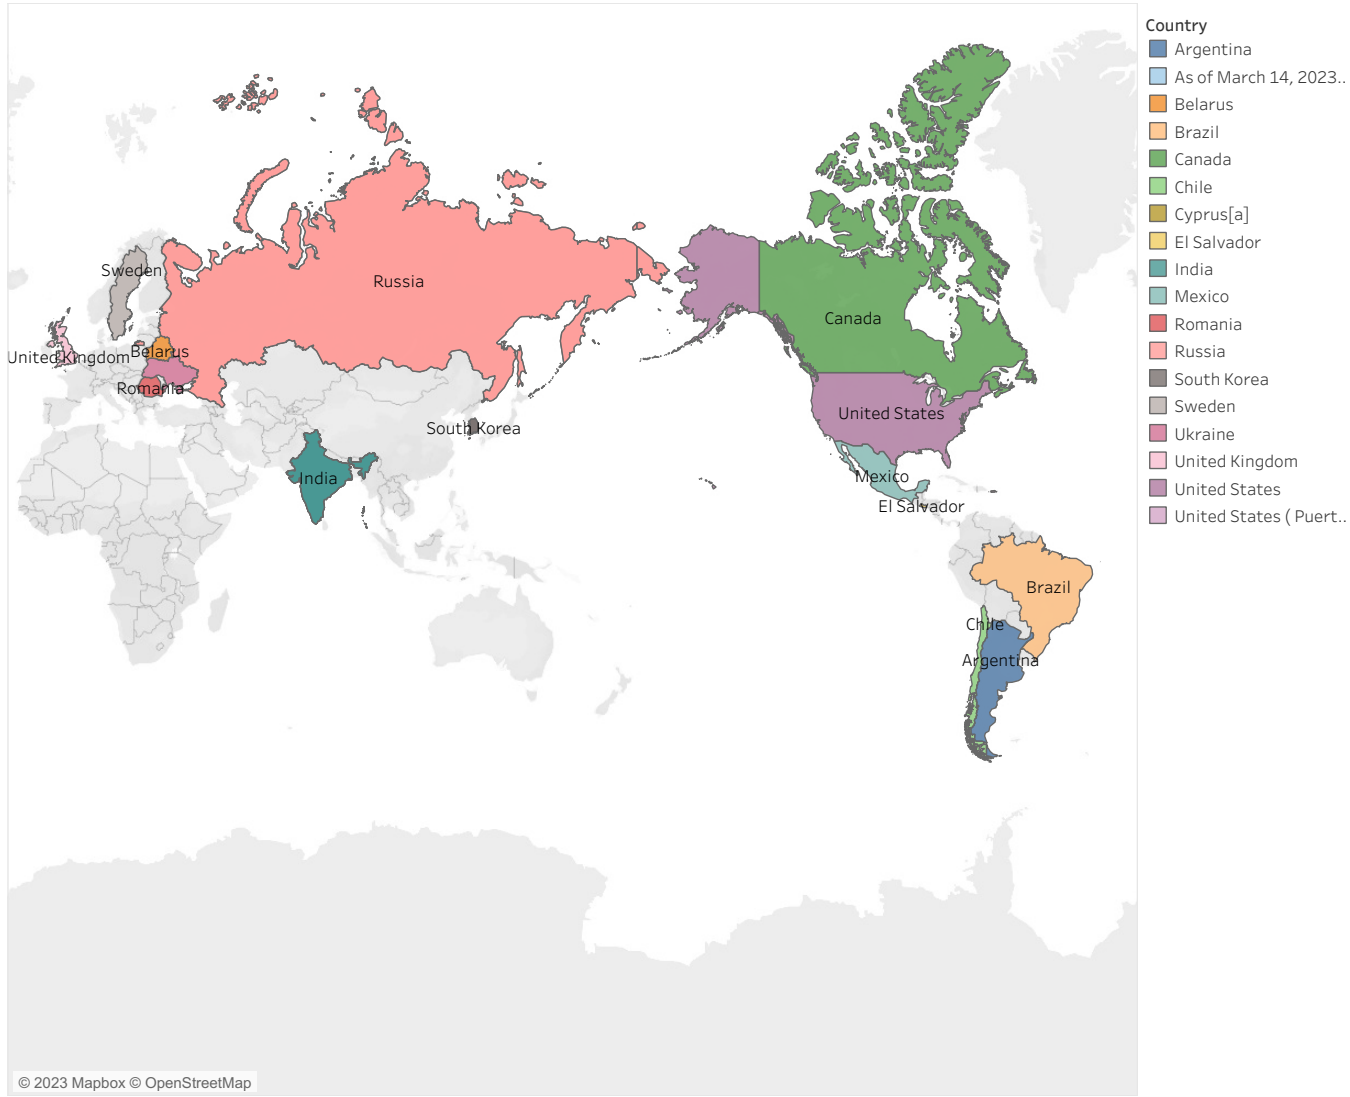 Country
Argentina
As of March 14, 2023..
Belarus
Brazil
Canada
Chile
Cyprus[a]
El Salvador
India
Mexico
Romania
Russia
South Korea
Sweden
Ukraine
United Kingdom
United States
United States ( Puert..
Sweden
Russia
Canada
United Kingdom
Belarus
Romania
United States
South Korea
India
Mexico
El Salvador
Brazil
Chile
Argentina
© 2023 Mapbox © OpenStreetMap